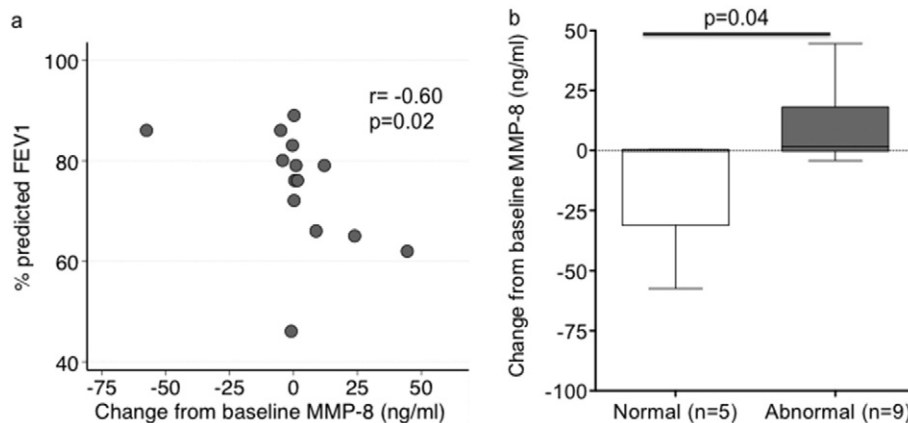 a
% predicted FEV1
100
80
60
40
r= -0.60
p=0.02
-75
-50
-25
0
25
50
Change from baseline MMP-8 (ng/ml)
b
Change from baseline MMP-8 (ng/ml)
p=0.04
50
25
0
-25
-50
-75
-100
Normal (n=5)
Abnormal (n=9)